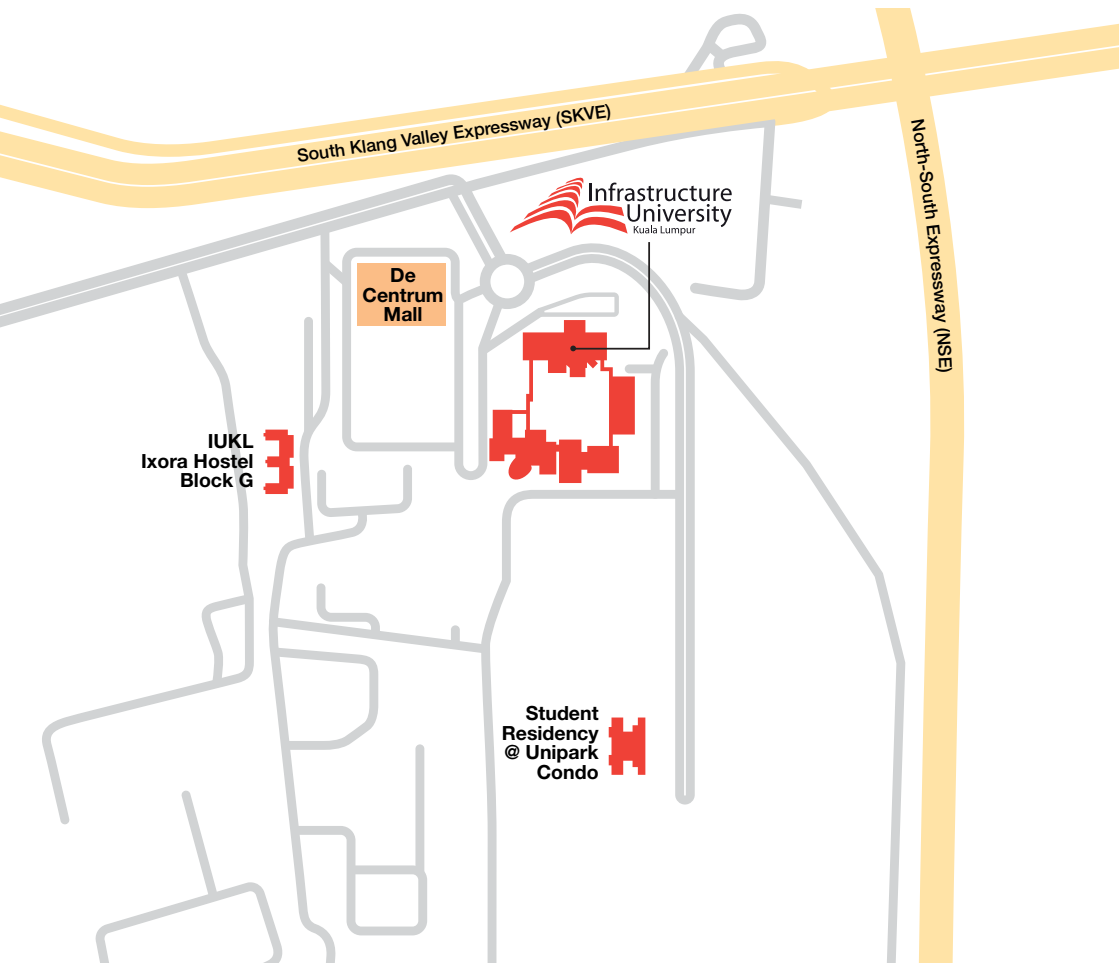 South Klang Valley Expressway (SKVE)
North-South Expressway (NSE)
Infrastructure
University
Kuala Lumpur
De
Centrum
Mall
IUKL
Ixora Hostel
Block G
Student
Residency
@ Unipark
Condo